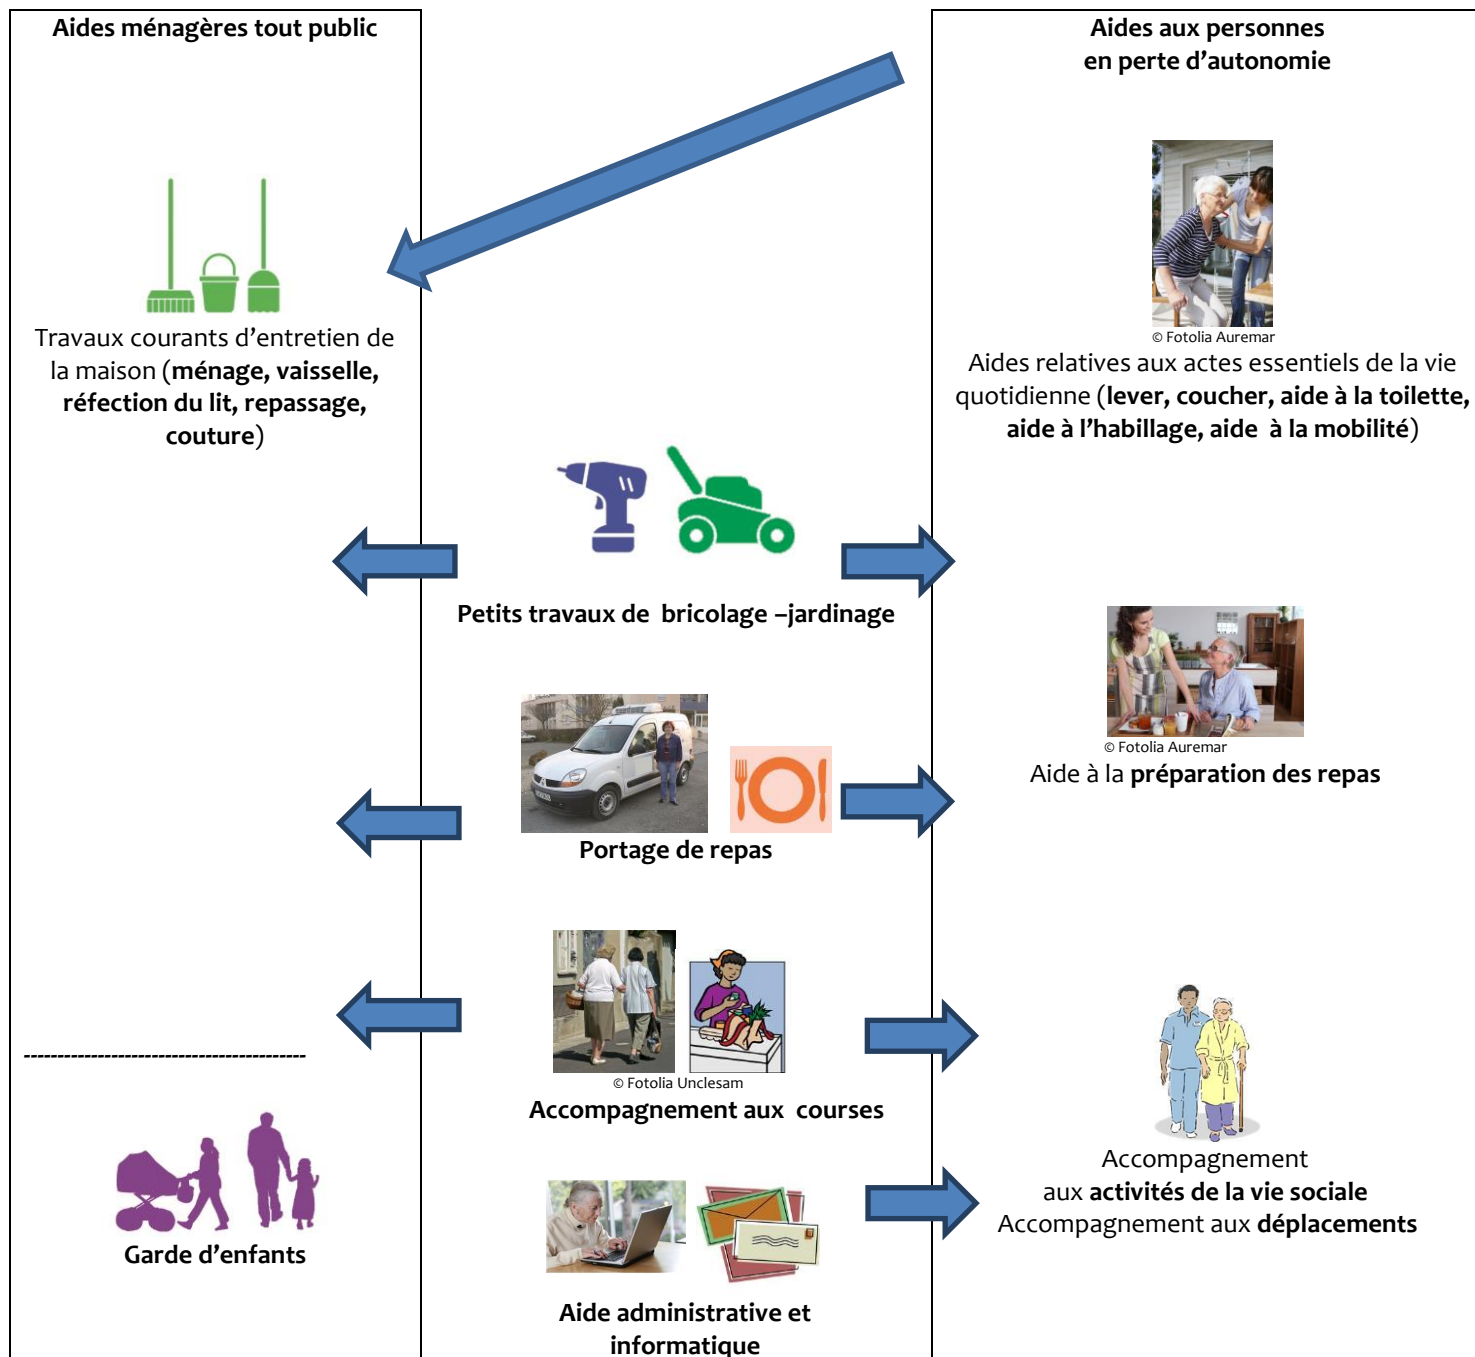 Aides ménagères tout public
Travaux courants d’entretien de
la maison (ménage, vaisselle,
réfection du lit, repassage,
couture)
-------------------------------------------
Garde d’enfants
Petits travaux de bricolage –jardinage
Portage de repas
© Fotolia Unclesam
Accompagnement aux courses
Aide administrative et
informatique
Aides aux personnes
en perte d’autonomie
© Fotolia Auremar
Aides relatives aux actes essentiels de la vie
quotidienne (lever, coucher, aide à la toilette,
aide à l’habillage, aide à la mobilité)
© Fotolia Auremar
Aide à la préparation des repas
Accompagnement
aux activités de la vie sociale
Accompagnement aux déplacements